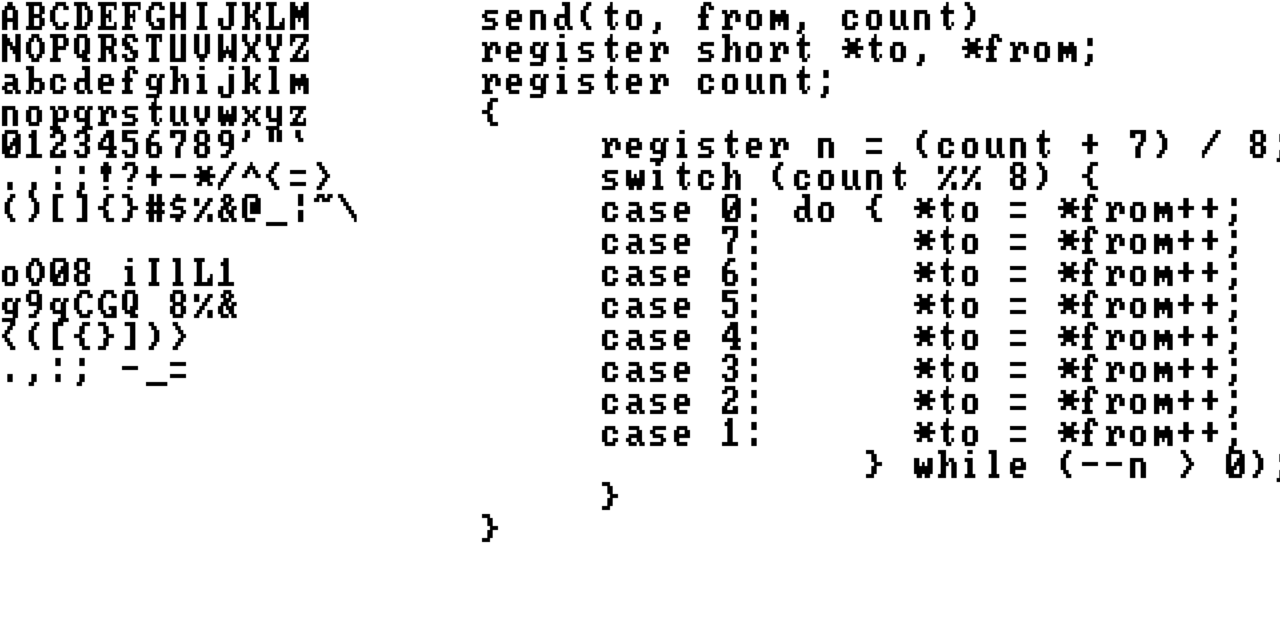 ABCDEFGHIJKLM
NOPQRSTUVWXYZ
abcdefghijklm
nopqrstuvwxyz
0123456789'"`
.,:;!?+-*/^<=>
()[]{}#$%&@_|~\
oO08 iIlL1
g9qCGQ 8%&
<([{}])>
.,:; -_=
send(to, from, count)
register short *to, *from;
register count;
{
register n = (count + 7) / 8;
switch (count %% 8) {
case 0: do { *to = *from++;
case 7: *to = *from++;
case 6: *to = *from++;
case 5: *to = *from++;
case 4: *to = *from++;
case 3: *to = *from++;
case 2: *to = *from++;
case 1: *to = *from++;
} while (--n > 0);
}
}